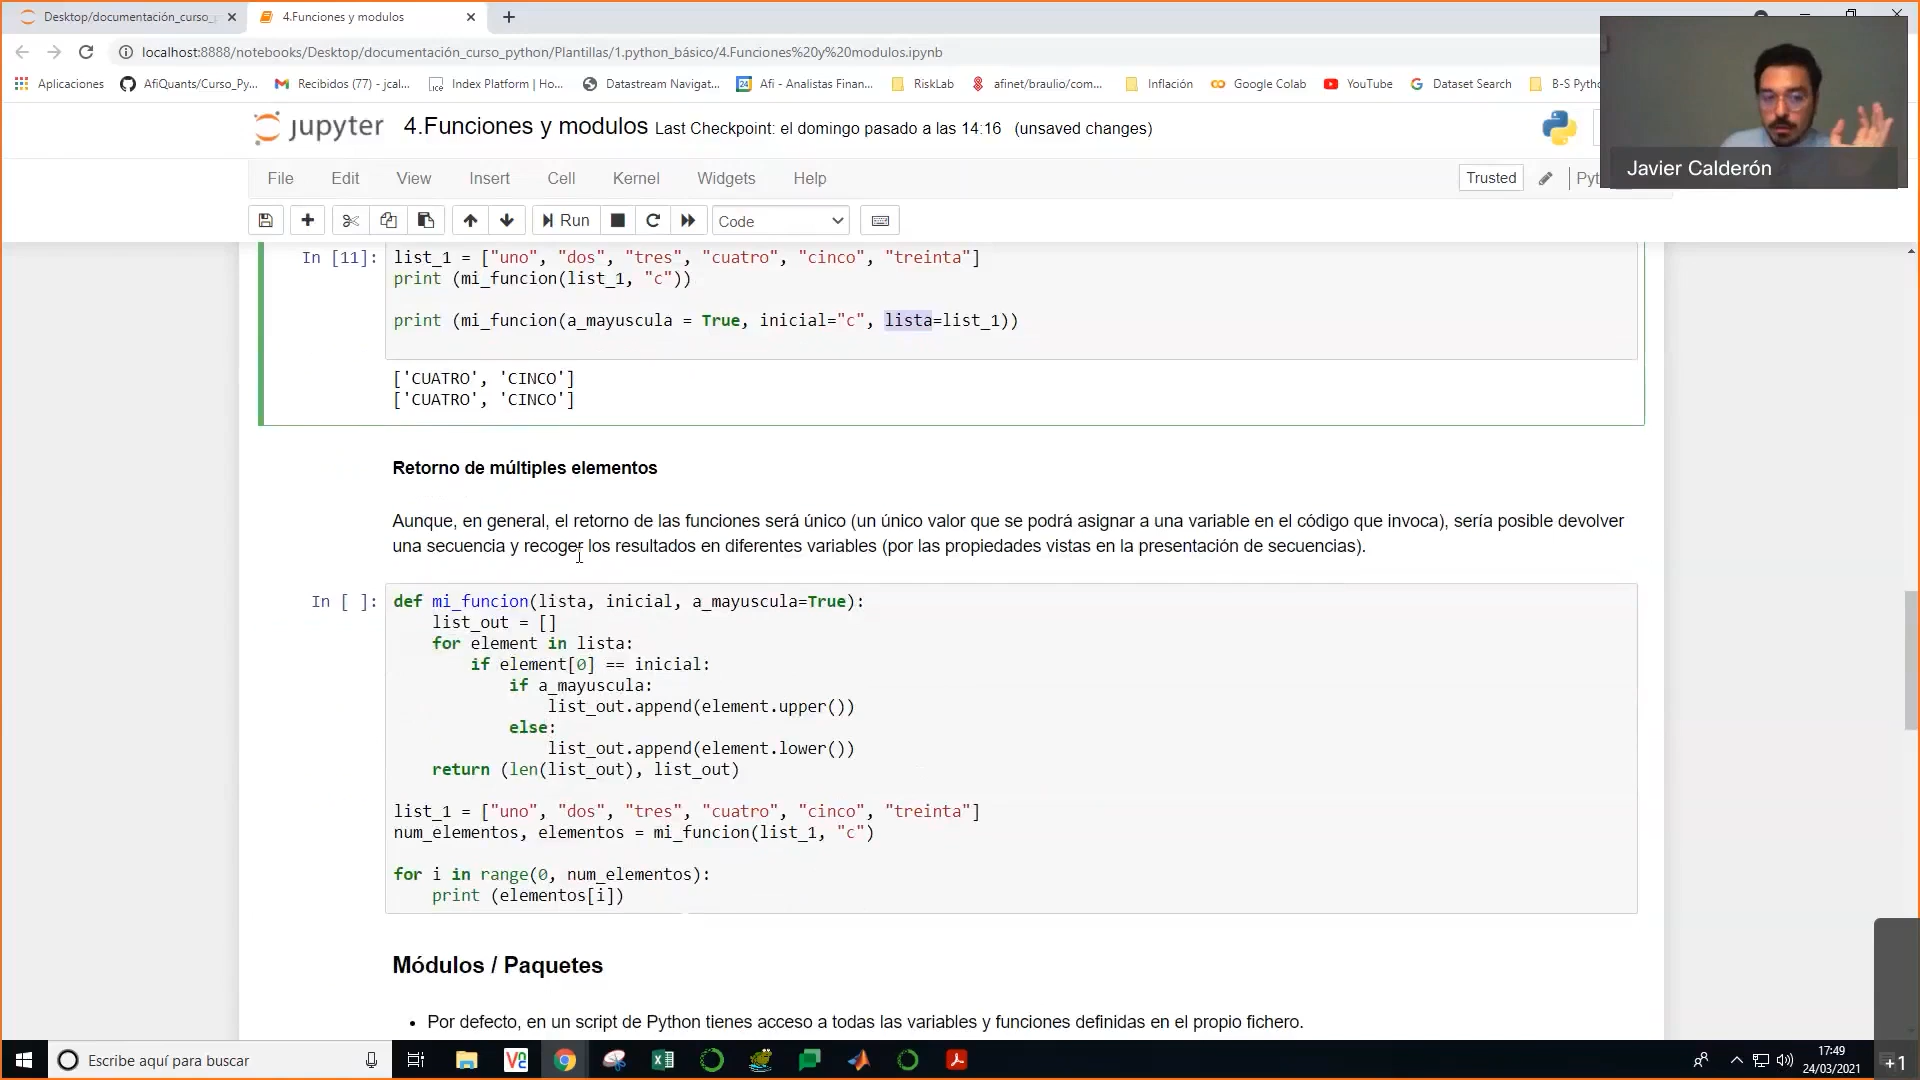 Desktop/documentación_curso_p
4.Funciones y modulos
localhost:8888/notebooks/Desktop/documentación_curso_python/Plantillas/1.python_básico/4.Funciones%20y%20modulos.ipynb
Aplicaciones
AfiQuants/Curso_Py...
Recibidos (77) - jcal...
Index Platform | Ho...
Datastream Navigat...
Afi - Analistas Finan...
RiskLab
afinet/braulio/com...
Inflación
Google Colab
YouTube
Dataset Search
B-S Pytho
Javier Calderón
jupyter 4.Funciones y modulos Last Checkpoint: el domingo pasado a las 14:16 (unsaved changes)
File Edit View Insert Cell Kernel Widgets Help Trusted Pyt
Run Code
In [11]: list_1 = ["uno", "dos", "tres", "cuatro", "cinco", "treinta"]
print (mi_funcion(list_1, "c"))
print (mi_funcion(a_mayuscula = True, inicial="c", lista=list_1))
['CUATRO', 'CINCO']
['CUATRO', 'CINCO']
Retorno de múltiples elementos
Aunque, en general, el retorno de las funciones será único (un único valor que se podrá asignar a una variable en el código que invoca), sería posible devolver
una secuencia y recoger los resultados en diferentes variables (por las propiedades vistas en la presentación de secuencias).
In [ ]: def mi_funcion(lista, inicial, a_mayuscula=True):
list_out = []
for element in lista:
if element[0] == inicial:
if a_mayuscula:
list_out.append(element.upper())
else:
list_out.append(element.lower())
return (len(list_out), list_out)
list_1 = ["uno", "dos", "tres", "cuatro", "cinco", "treinta"]
num_elementos, elementos = mi_funcion(list_1, "c")
for i in range(0, num_elementos):
print (elementos[i])
Módulos / Paquetes
• Por defecto, en un script de Python tienes acceso a todas las variables y funciones definidas en el propio fichero.
Escribe aquí para buscar
17:49
24/03/2021
+1